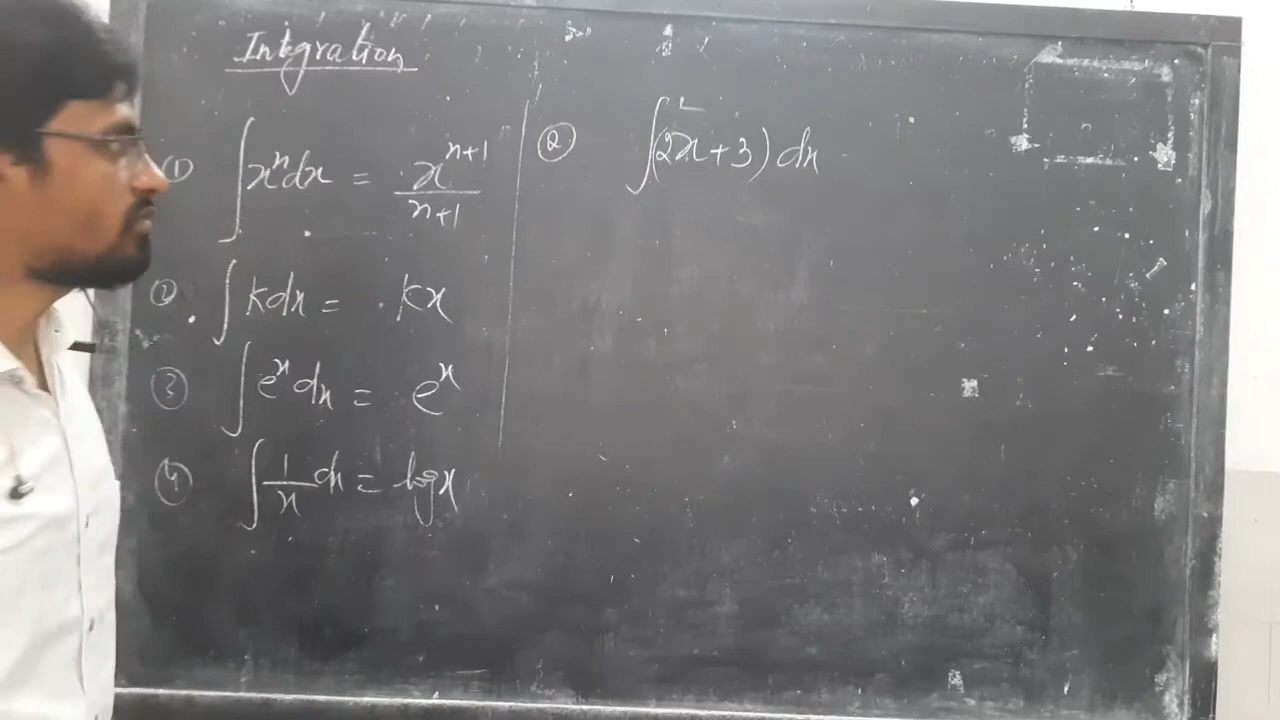 Integration
① ∫xⁿdx = xⁿ⁺¹/n+1
② ∫kdx = kx
③ ∫eˣdx = eˣ
④ ∫1/x dx = logx
② ∫(2x+3)dx